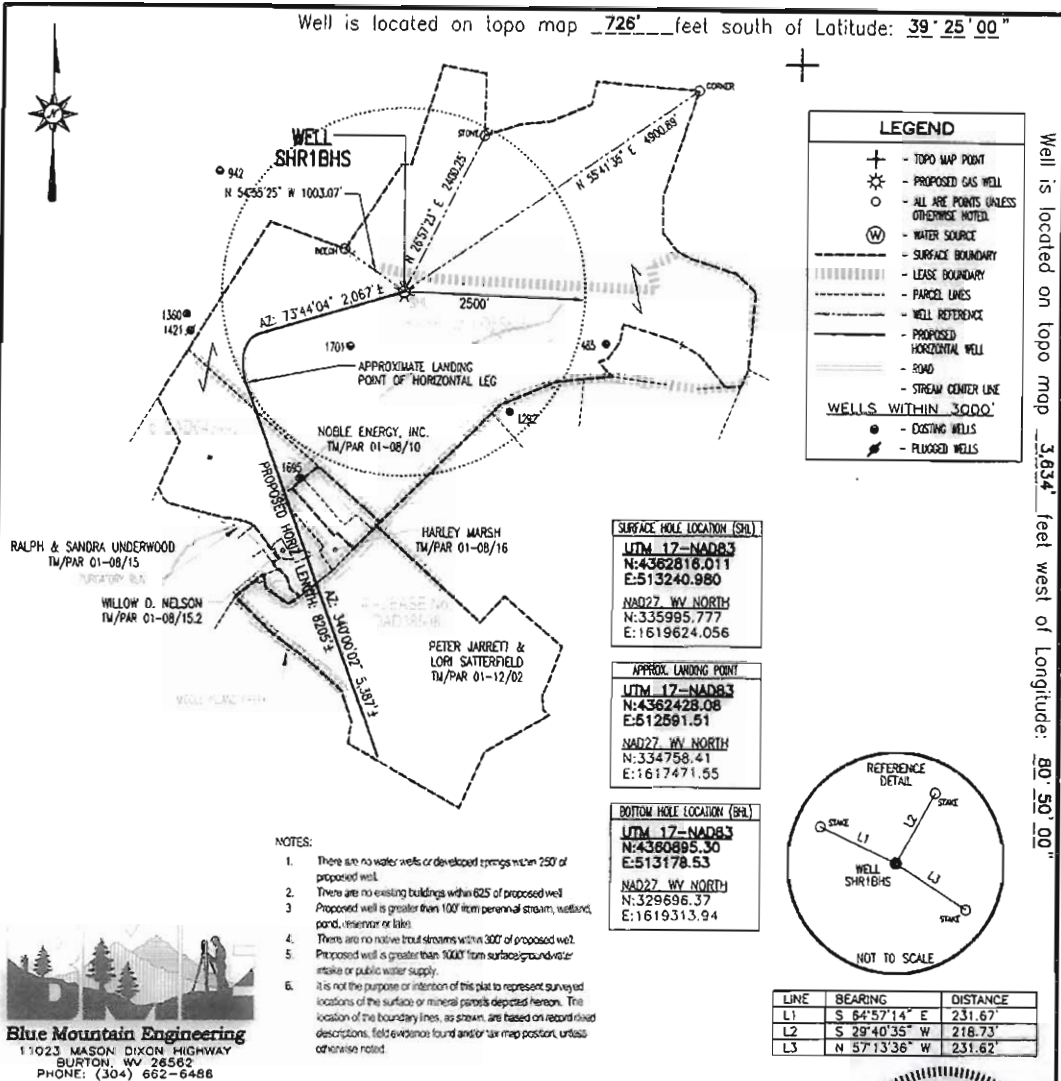 Well is located on topo map 726' feet south of Latitude: 39°25'00"
Well is located on topo map 3,634 feet west of Longitude: 80°50'00"
N
WELL
SHR1BHS
942
N 54°55'25" W 1003.07'
STONE
CORNER
N 26°57'23" E 2400.25'
N 55°41'35" E 4900.89'
2500'
AZ: 73°44'04" 2,067'±
1360
1421
1701
483
APPROXIMATE LANDING
POINT OF HORIZONTAL LEG
NOBLE ENERGY, INC.
TM/PAR 01-08/10
1695
HARLEY MARSH
TM/PAR 01-08/16
RALPH & SANDRA UNDERWOOD
TM/PAR 01-08/15
PURGATORY RUN
WILLOW D. NELSON
TM/PAR 01-08/15.2
PETER JARRETT &
LORI SATTERFIELD
TM/PAR 01-12/02
PROPOSED HORIZ LENGTH: 8205'±
AZ: 340°00'02" 5,387'±
LEGEND
- TOPO MAP POINT
- PROPOSED GAS WELL
- ALL ARE POINTS UNLESS
OTHERWISE NOTED.
W - WATER SOURCE
- SURFACE BOUNDARY
- LEASE BOUNDARY
- PARCEL LINES
- WELL REFERENCE
- PROPOSED
HORIZONTAL WELL
- ROAD
- STREAM CENTER LINE
WELLS WITHIN 3000'
- EXISTING WELLS
- PLUGGED WELLS
SURFACE HOLE LOCATION (SHL)
UTM 17-NAD83
N:4362816.011
E:513240.980
NAD27, WV NORTH
N:335995.777
E:1619624.056
APPROX. LANDING POINT
UTM 17-NAD83
N:4362428.08
E:512591.51
NAD27, WV NORTH
N:334758.41
E:1617471.55
BOTTOM HOLE LOCATION (BHL)
UTM 17-NAD83
N:4360895.30
E:513178.53
NAD27, WV NORTH
N:329696.37
E:1619313.94
REFERENCE
DETAIL
STAKE
STAKE
L1
L2
L3
WELL
SHR1BHS
STAKE
NOT TO SCALE
LINE BEARING DISTANCE
L1 S 64°57'14" E 231.67'
L2 S 29°40'35" W 218.73'
L3 N 57°13'36" W 231.62'
NOTES:
1. There are no water wells or developed springs within 250' of
proposed well.
2. There are no existing buildings within 625' of proposed well
3 Proposed well is greater than 100' from perennial stream, wetland,
pond, reservoir or lake.
4. There are no native trout streams within 300' of proposed well.
5. Proposed well is greater than 1000' from surface/groundwater
intake or public water supply.
6. It is not the purpose or intention of this plat to represent surveyed
locations of the surface or mineral parcels depicted hereon. The
location of the boundary lines, as shown, are based on record deed
descriptions, field evidence found and/or tax map position, unless
otherwise noted.
Blue Mountain Engineering
11023 MASON DIXON HIGHWAY
BURTON, WV 26562
PHONE: (304) 662-6486